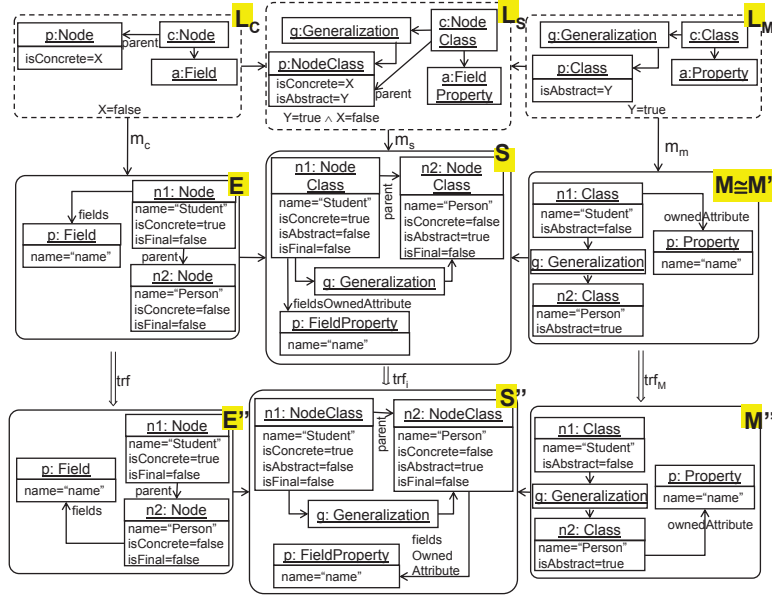 L_C
p:Node
isConcrete=X
parent
c:Node
a:Field
X=false
L_S
g:Generalization
c:Node
Class
p:NodeClass
isConcrete=X
isAbstract=Y
parent
a:Field
Property
Y=true ∧ X=false
L_M
g:Generalization
c:Class
p:Class
isAbstract=Y
a:Property
Y=true
m_c
m_s
m_m
E
n1: Node
name="Student"
isConcrete=true
isFinal=false
fields
p: Field
name="name"
parent
n2: Node
name="Person"
isConcrete=false
isFinal=false
S
n1: Node
Class
name="Student"
isConcrete=true
isAbstract=false
isFinal=false
parent
n2: Node
Class
name="Person"
isConcrete=false
isAbstract=true
isFinal=false
g: Generalization
fieldsOwnedAttribute
p: FieldProperty
name="name"
M≅M'
n1: Class
name="Student"
isAbstract=false
ownedAttribute
p: Property
name="name"
g: Generalization
n2: Class
name="Person"
isAbstract=true
trf
trf_i
trf_M
E''
n1: Node
name="Student"
isConcrete=true
isFinal=false
p: Field
name="name"
parent
fields
n2: Node
name="Person"
isConcrete=false
isFinal=false
S''
n1: NodeClass
name="Student"
isConcrete=true
isAbstract=false
isFinal=false
parent
n2: NodeClass
name="Person"
isConcrete=false
isAbstract=true
isFinal=false
g: Generalization
fields
Owned
Attribute
p: FieldProperty
name="name"
M''
n1: Class
name="Student"
isAbstract=false
p: Property
name="name"
g: Generalization
ownedAttribute
n2: Class
name="Person"
isAbstract=true